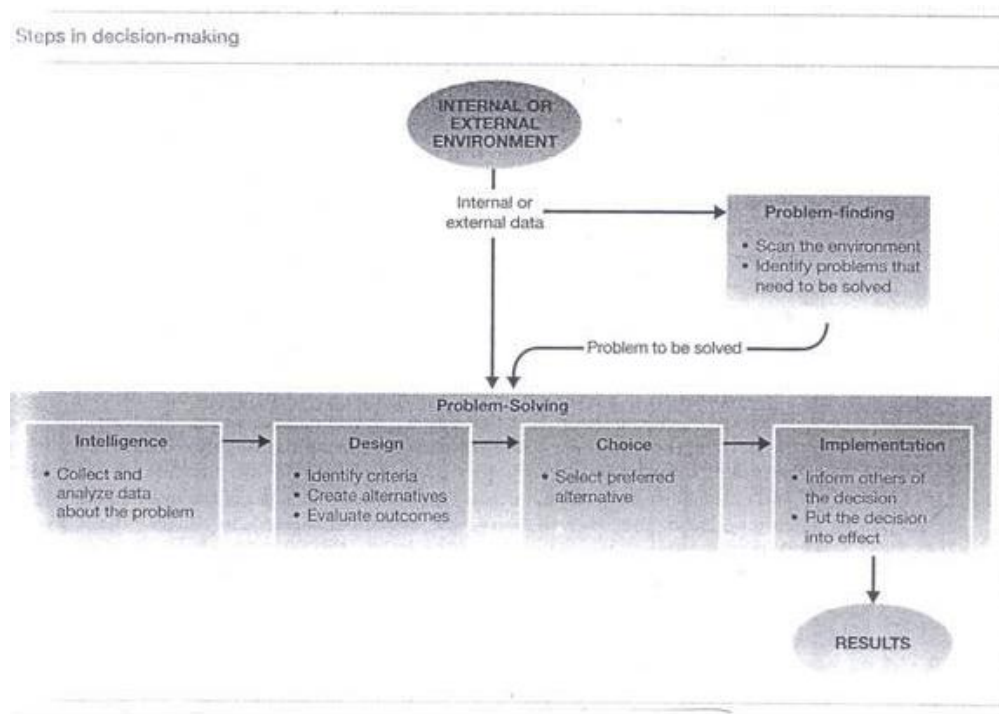 Steps in decision-making
INTERNAL OR
EXTERNAL
ENVIRONMENT
Internal or
external data
Problem-finding
• Scan the environment
• Identify problems that
need to be solved
Problem to be solved
Problem-Solving
Intelligence
• Collect and
analyze data
about the problem
Design
• Identify criteria
• Create alternatives
• Evaluate outcomes
Choice
• Select preferred
alternative
Implementation
• Inform others of
the decision
• Put the decision
into effect
RESULTS